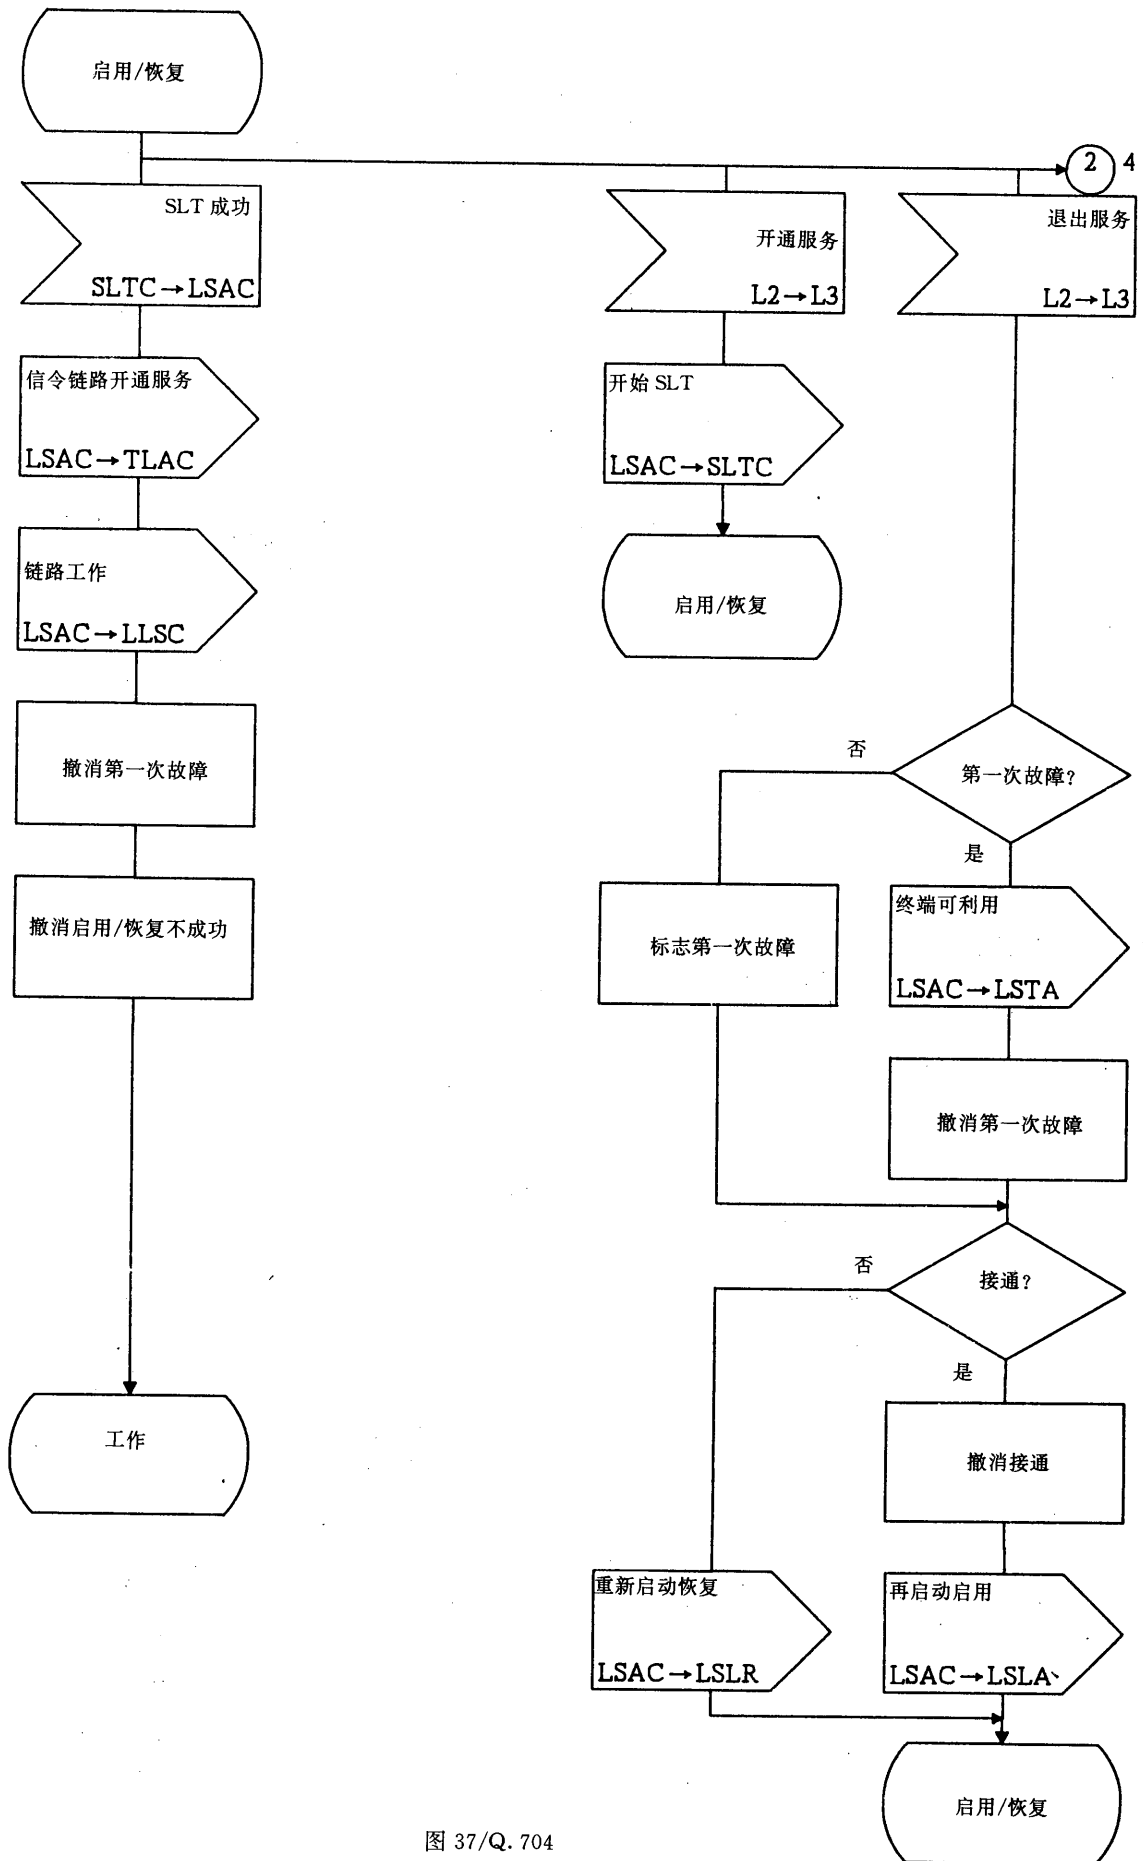 启用/恢复
2 4
SLT 成功
SLTC→LSAC
开通服务
L2→L3
退出服务
L2→L3
信令链路开通服务
LSAC→TLAC
开始 SLT
LSAC→SLTC
链路工作
LSAC→LLSC
启用/恢复
撤消第一次故障
否
第一次故障?
是
撤消启用/恢复不成功
标志第一次故障
终端可利用
LSAC→LSTA
撤消第一次故障
否
接通?
是
工作
撤消接通
重新启动恢复
LSAC→LSLR
再启动启用
LSAC→LSLA
启用/恢复
图 37/Q.704